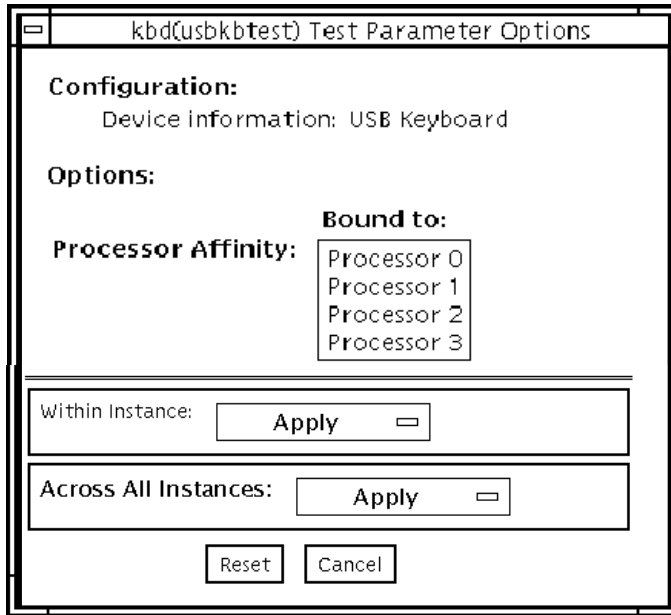 kbd(usbkbtest) Test Parameter Options
Configuration:
Device information: USB Keyboard
Options:
Bound to:
Processor Affinity:
Processor 0
Processor 1
Processor 2
Processor 3
Within Instance: Apply
Across All Instances: Apply
Reset Cancel